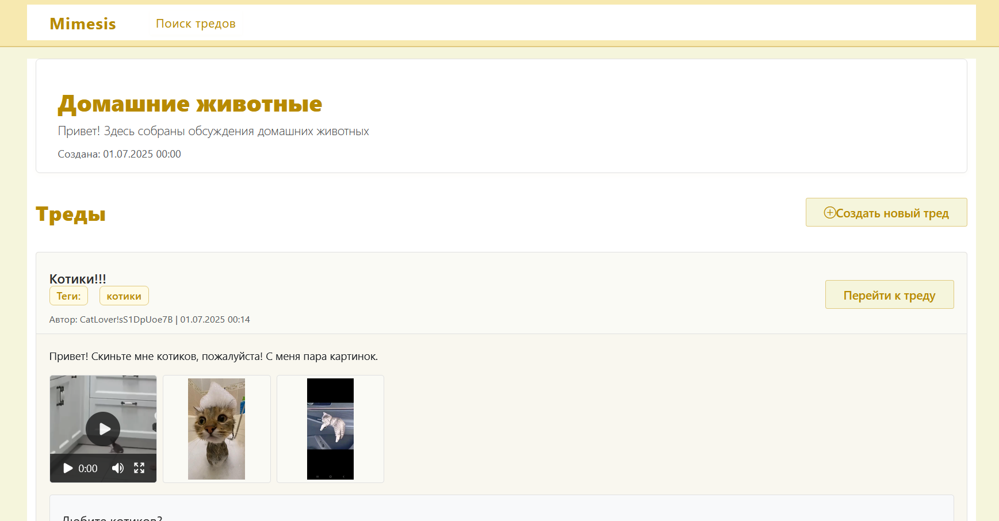 Mimesis
Поиск тредов
Домашние животные
Привет! Здесь собраны обсуждения домашних животных
Создана: 01.07.2025 00:00
Треды
Создать новый тред
Котики!!!
Теги: котики
Перейти к треду
Автор: CatLover!sS1DpUoe7B | 01.07.2025 00:14
Привет! Скиньте мне котиков, пожалуйста! С меня пара картинок.
0:00
Любите котиков?